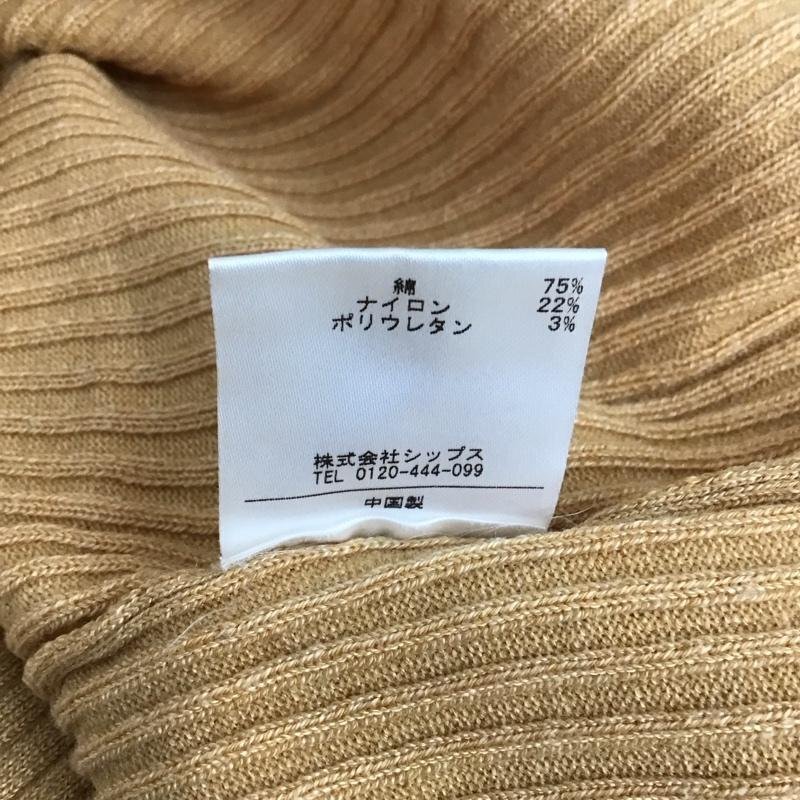 綿 75%
ナイロン 22%
ポリウレタン 3%
株式会社シップス
TEL 0120-444-099
中国製